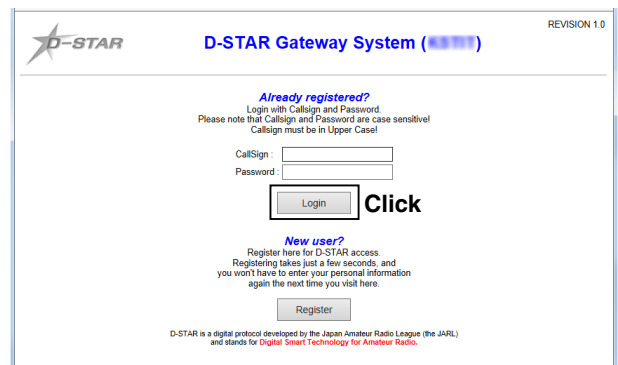 REVISION 1.0
D-STAR
D-STAR Gateway System ( )
Already registered?
Login with Callsign and Password.
Please note that Callsign and Password are case sensitive!
Callsign must be in Upper Case!
CallSign :
Password :
Login
Click
New user?
Register here for D-STAR access.
Registering takes just a few seconds, and
you won't have to enter your personal information
again the next time you visit here.
Register
D-STAR is a digital protocol developed by the Japan Amateur Radio League (the JARL)
and stands for Digital Smart Technology for Amateur Radio.